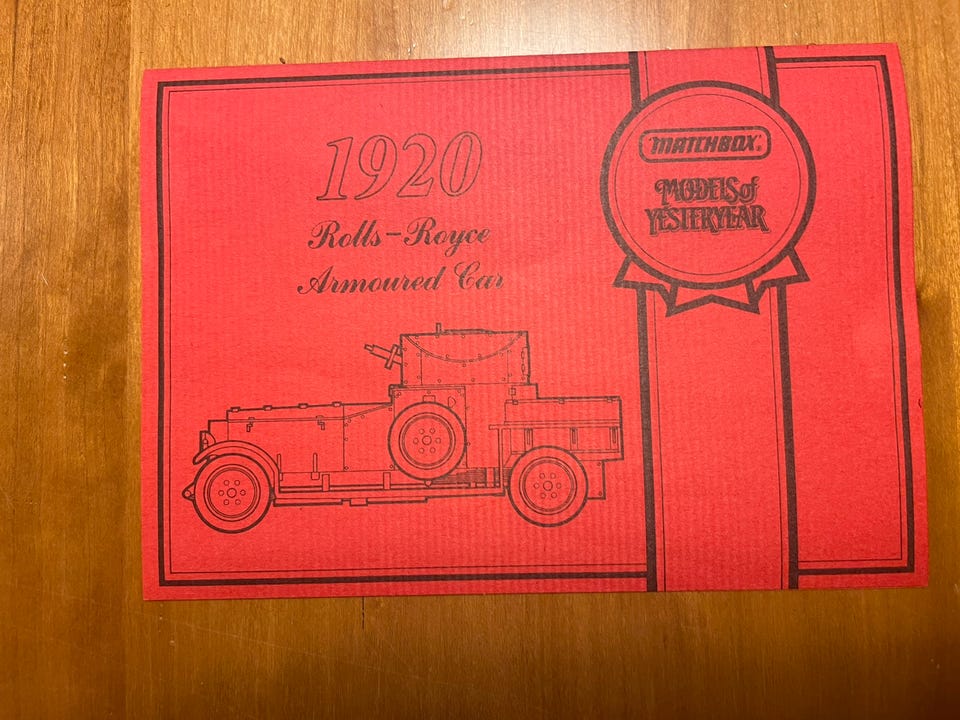 1920
Rolls-Royce
Armoured Car
MATCHBOX
MODELS of
YESTERYEAR